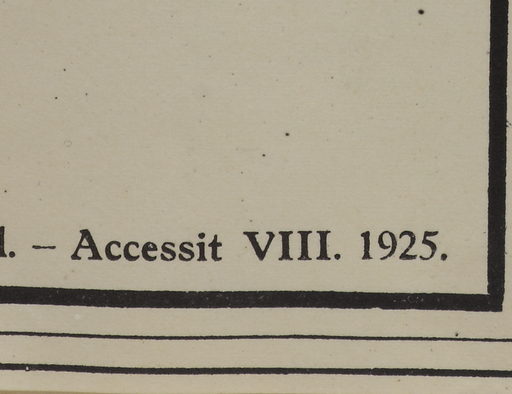 . – Accessit VIII. 1925.